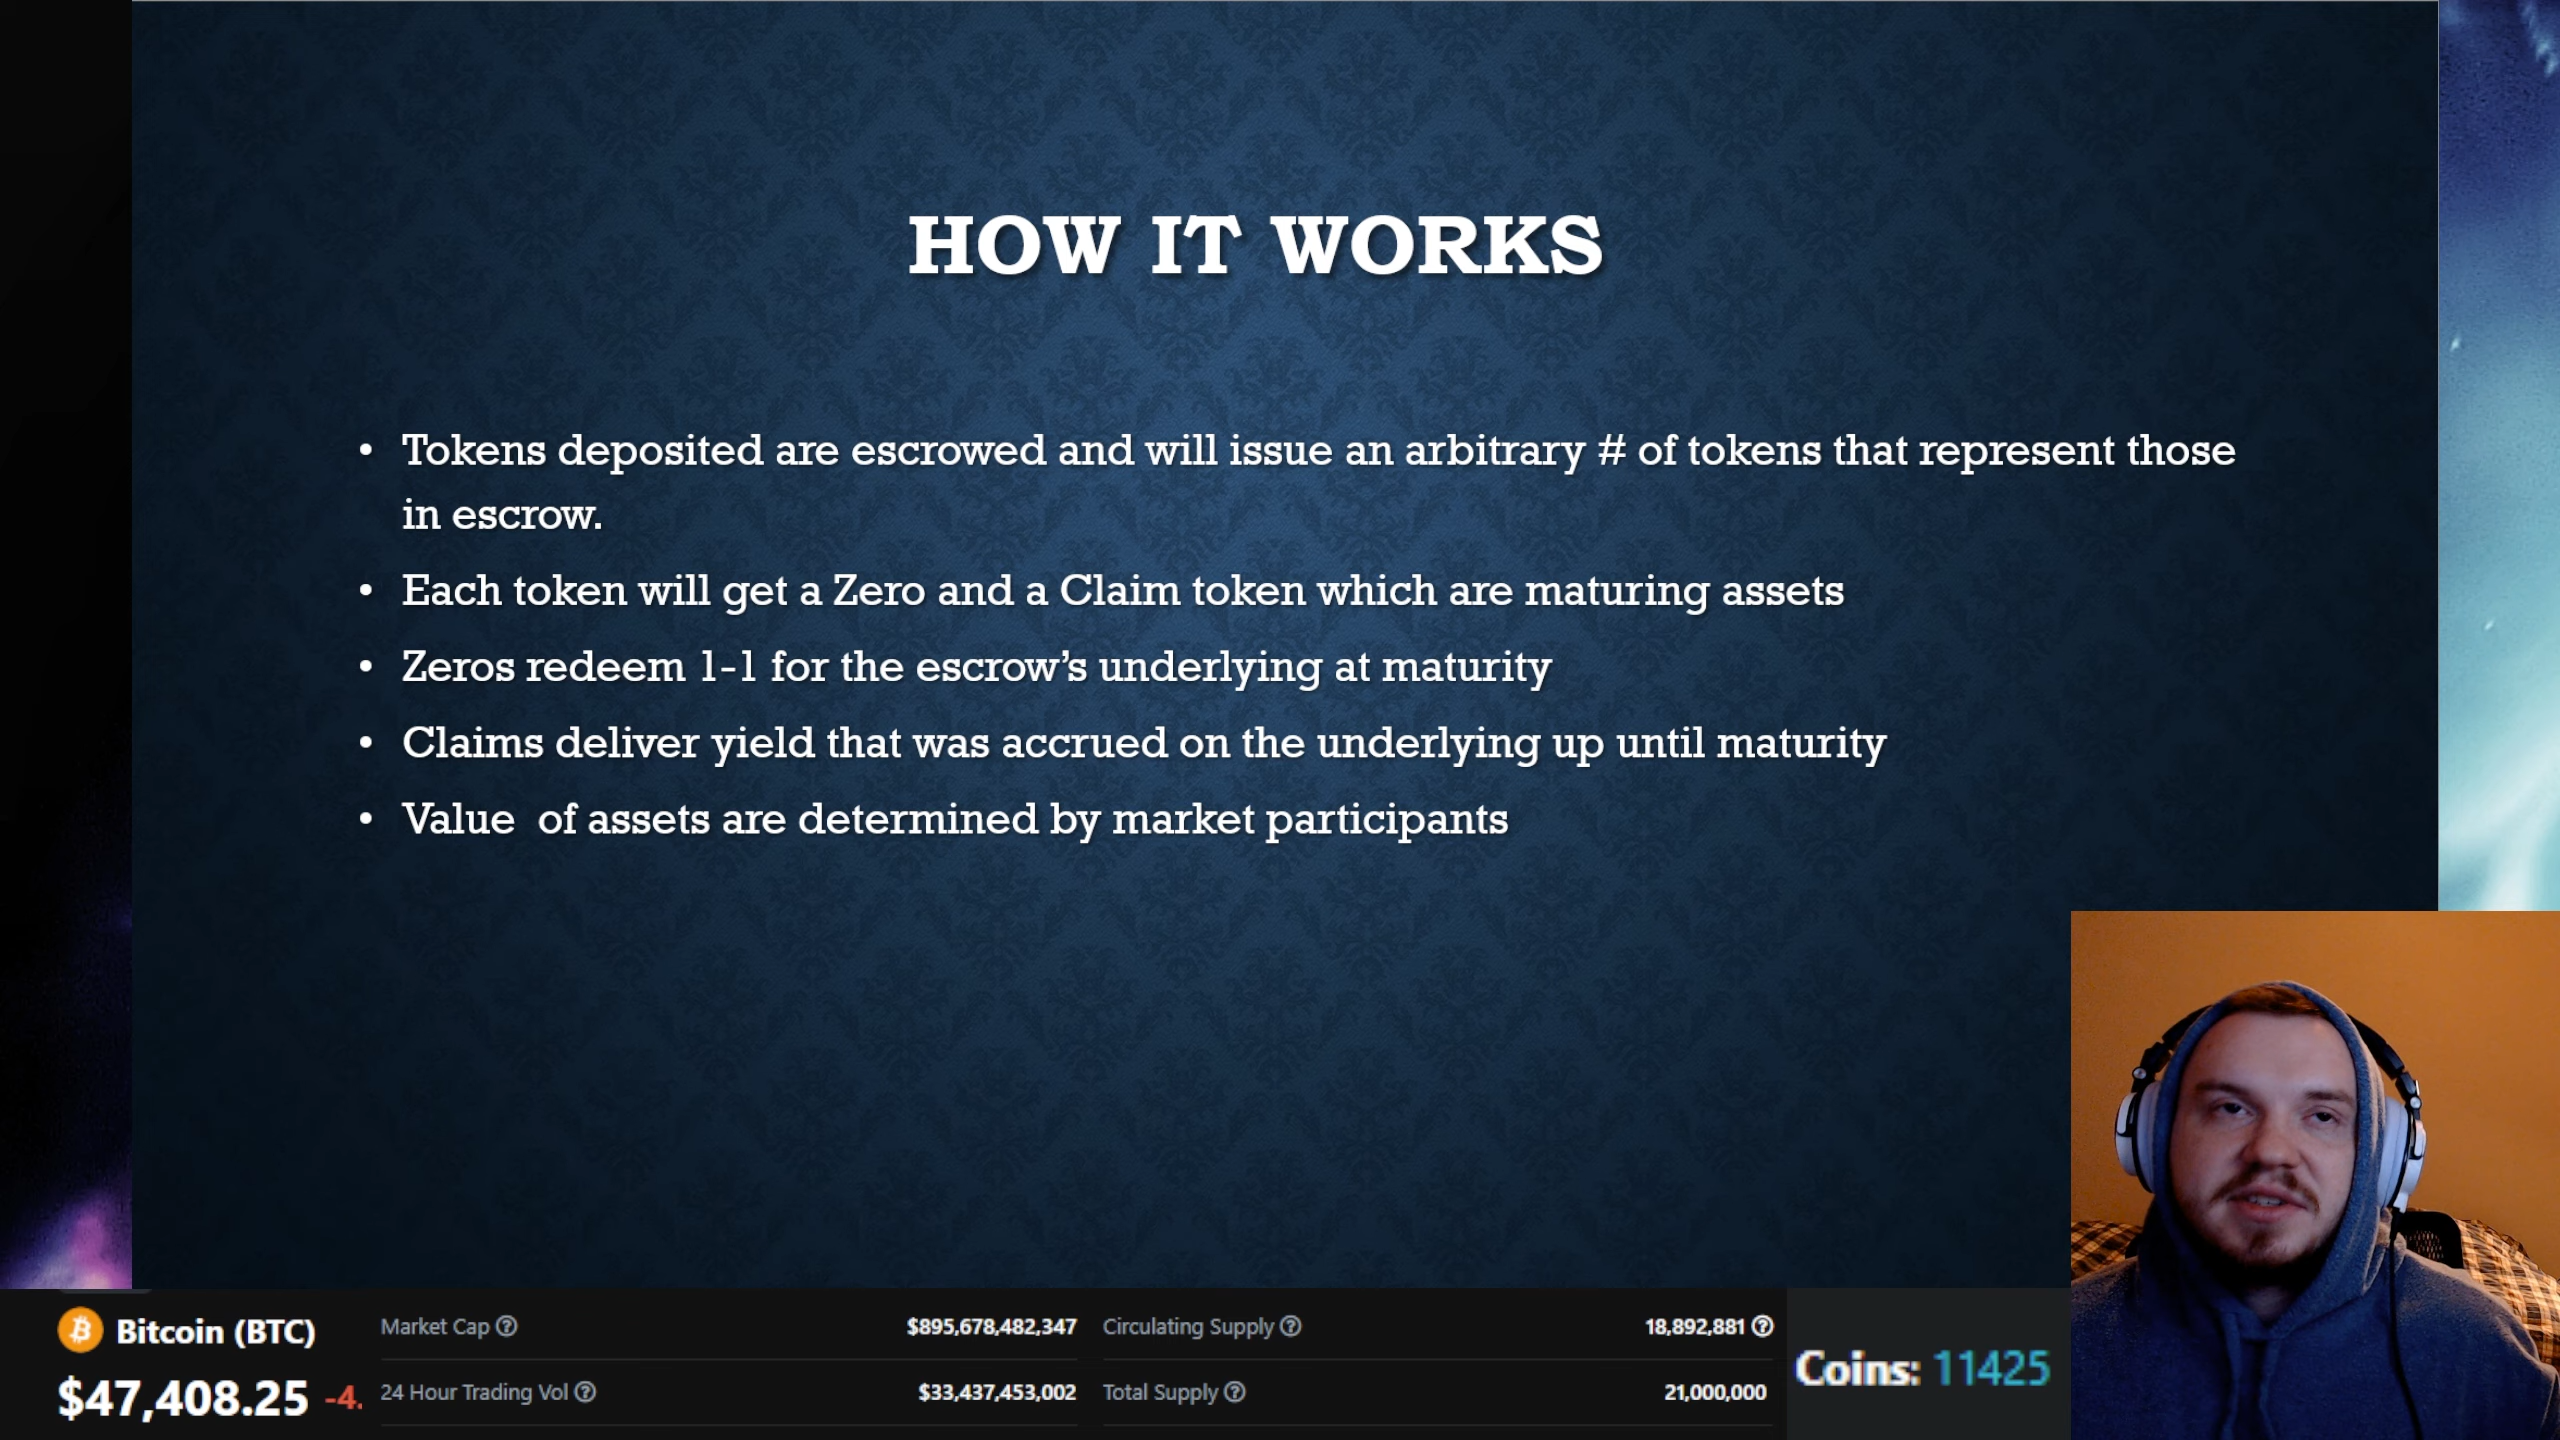 HOW IT WORKS
• Tokens deposited are escrowed and will issue an arbitrary # of tokens that represent those
in escrow.
• Each token will get a Zero and a Claim token which are maturing assets
• Zeros redeem 1-1 for the escrow's underlying at maturity
• Claims deliver yield that was accrued on the underlying up until maturity
• Value  of assets are determined by market participants
Bitcoin (BTC)
$47,408.25 -4.
Market Cap $895,678,482,347
24 Hour Trading Vol $33,437,453,002
Circulating Supply 18,892,881
Total Supply 21,000,000
Coins: 11425